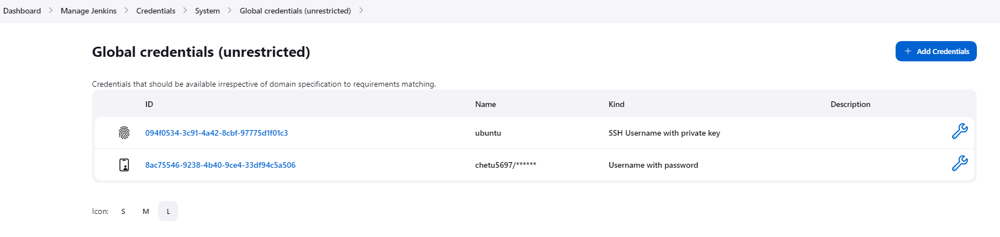 Dashboard > Manage Jenkins > Credentials > System > Global credentials (unrestricted) >
Global credentials (unrestricted)
+ Add Credentials
Credentials that should be available irrespective of domain specification to requirements matching.
ID Name Kind Description
094f0534-3c91-4a42-8cbf-97775d1f01c3 ubuntu SSH Username with private key
8ac75546-9238-4b40-9ce4-33df94c5a506 chetu5697/****** Username with password
Icon: S M L